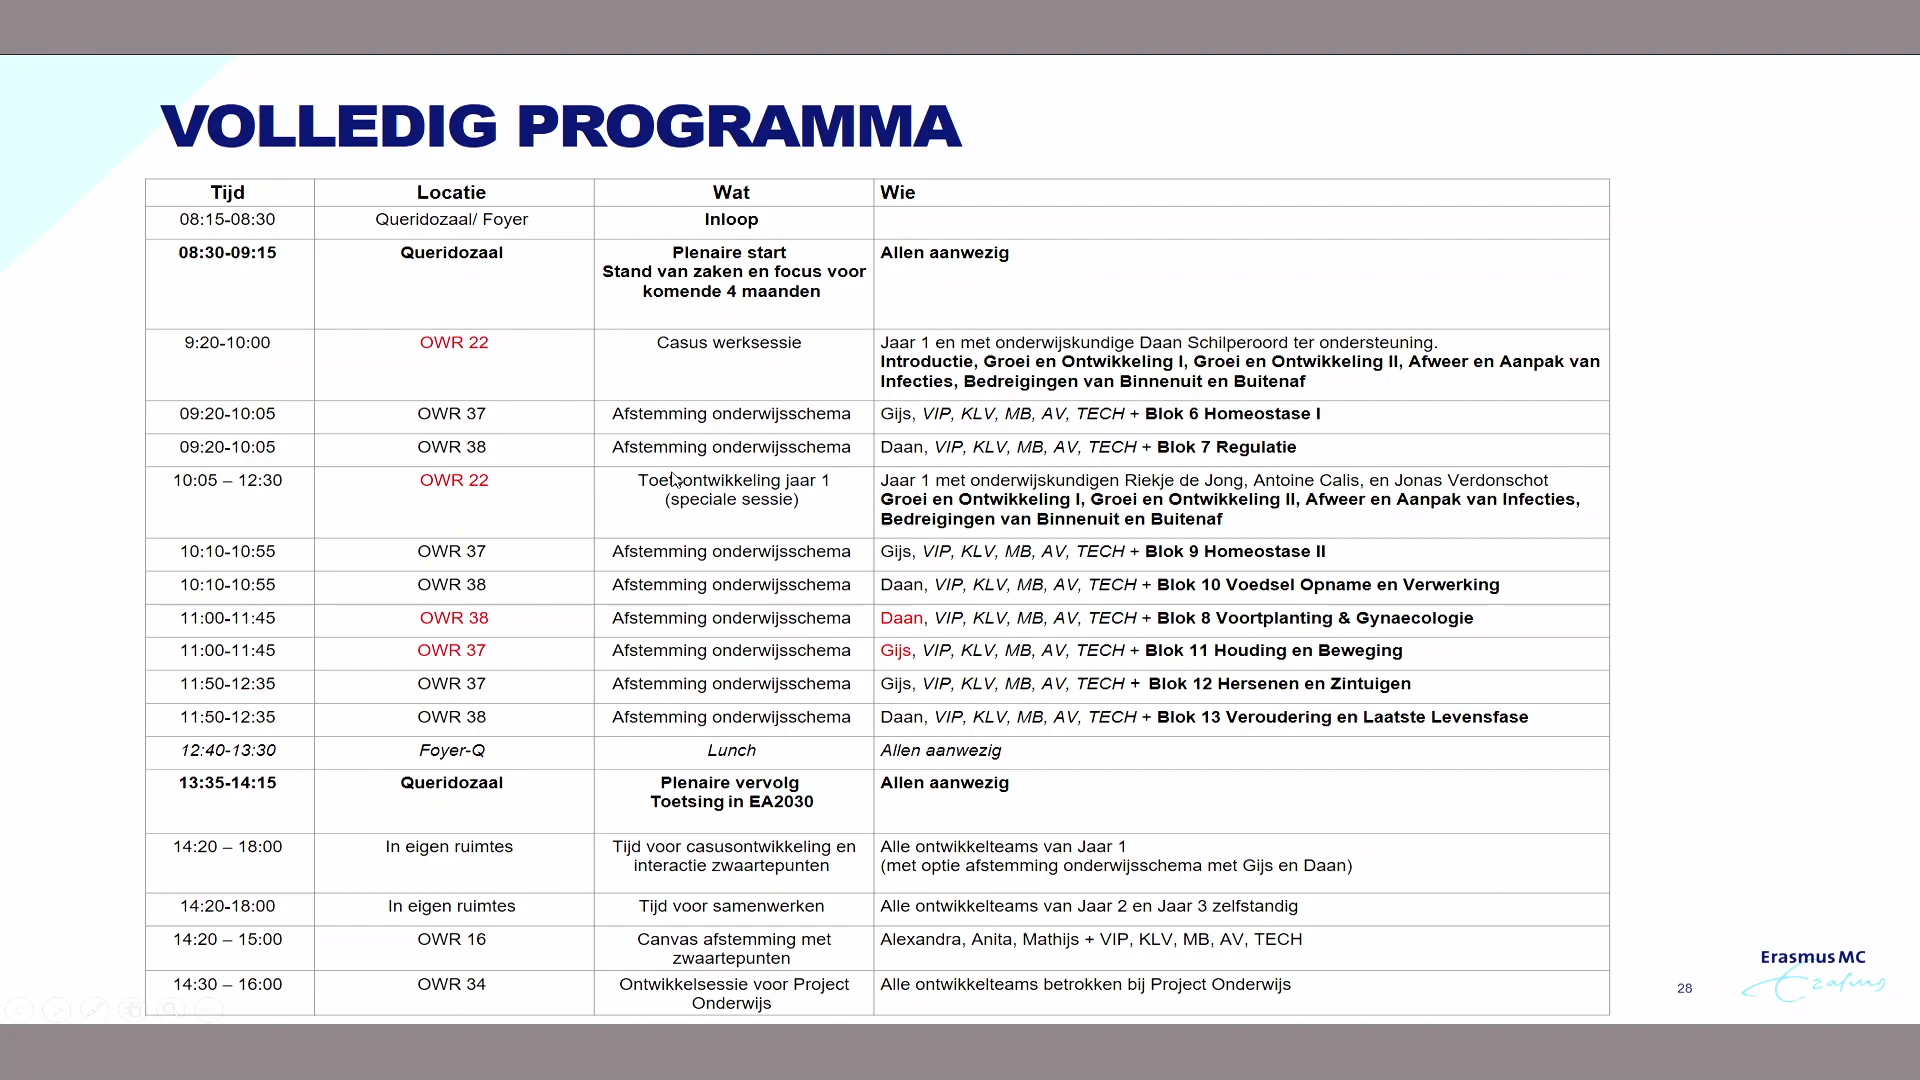 VOLLEDIG PROGRAMMA
Tijd Locatie Wat Wie
08:15-08:30 Queridozaal/ Foyer Inloop
08:30-09:15 Queridozaal Plenaire start Allen aanwezig
Stand van zaken en focus voor
komende 4 maanden
9:20-10:00 OWR 22 Casus werksessie Jaar 1 en met onderwijskundige Daan Schilperoord ter ondersteuning.
Introductie, Groei en Ontwikkeling I, Groei en Ontwikkeling II, Afweer en Aanpak van
Infecties, Bedreigingen van Binnenuit en Buitenaf
09:20-10:05 OWR 37 Afstemming onderwijsschema Gijs, VIP, KLV, MB, AV, TECH + Blok 6 Homeostase I
09:20-10:05 OWR 38 Afstemming onderwijsschema Daan, VIP, KLV, MB, AV, TECH + Blok 7 Regulatie
10:05 – 12:30 OWR 22 Toetsontwikkeling jaar 1 Jaar 1 met onderwijskundigen Riekje de Jong, Antoine Calis, en Jonas Verdonschot
(speciale sessie) Groei en Ontwikkeling I, Groei en Ontwikkeling II, Afweer en Aanpak van Infecties,
Bedreigingen van Binnenuit en Buitenaf
10:10-10:55 OWR 37 Afstemming onderwijsschema Gijs, VIP, KLV, MB, AV, TECH + Blok 9 Homeostase II
10:10-10:55 OWR 38 Afstemming onderwijsschema Daan, VIP, KLV, MB, AV, TECH + Blok 10 Voedsel Opname en Verwerking
11:00-11:45 OWR 38 Afstemming onderwijsschema Daan, VIP, KLV, MB, AV, TECH + Blok 8 Voortplanting & Gynaecologie
11:00-11:45 OWR 37 Afstemming onderwijsschema Gijs, VIP, KLV, MB, AV, TECH + Blok 11 Houding en Beweging
11:50-12:35 OWR 37 Afstemming onderwijsschema Gijs, VIP, KLV, MB, AV, TECH + Blok 12 Hersenen en Zintuigen
11:50-12:35 OWR 38 Afstemming onderwijsschema Daan, VIP, KLV, MB, AV, TECH + Blok 13 Veroudering en Laatste Levensfase
12:40-13:30 Foyer-Q Lunch Allen aanwezig
13:35-14:15 Queridozaal Plenaire vervolg Allen aanwezig
Toetsing in EA2030
14:20 – 18:00 In eigen ruimtes Tijd voor casusontwikkeling en Alle ontwikkelteams van Jaar 1
interactie zwaartepunten (met optie afstemming onderwijsschema met Gijs en Daan)
14:20-18:00 In eigen ruimtes Tijd voor samenwerken Alle ontwikkelteams van Jaar 2 en Jaar 3 zelfstandig
14:20 – 15:00 OWR 16 Canvas afstemming met Alexandra, Anita, Mathijs + VIP, KLV, MB, AV, TECH
zwaartepunten
14:30 – 16:00 OWR 34 Ontwikkelsessie voor Project Alle ontwikkelteams betrokken bij Project Onderwijs
Onderwijs
28
Erasmus MC
Erasmus